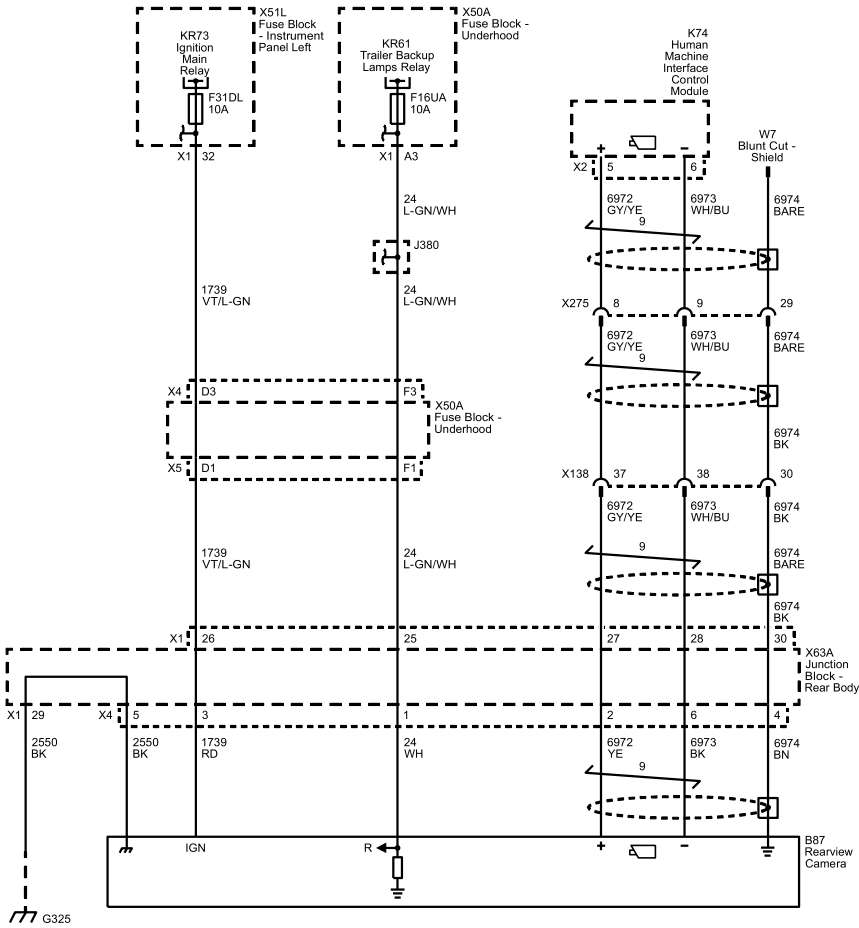 X51L
Fuse Block
- Instrument
Panel Left
KR73
Ignition
Main
Relay
F31DL
10A
X1 32
X50A
Fuse Block -
Underhood
KR61
Trailer Backup
Lamps Relay
F16UA
10A
X1 A3
K74
Human
Machine
Interface
Control
Module
+ −
X2 5 6
W7
Blunt Cut -
Shield
24
L-GN/WH
6972
GY/YE
6973
WH/BU
6974
BARE
9
J380
1739
VT/L-GN
24
L-GN/WH
X275 8 9 29
6972
GY/YE
6973
WH/BU
6974
BARE
9
X4 D3 F3
X50A
Fuse Block -
Underhood
6974
BK
X5 D1 F1
X138 37 38 30
6972
GY/YE
6973
WH/BU
6974
BK
1739
VT/L-GN
24
L-GN/WH
9
6974
BARE
6974
BK
X1 26 25 27 28 30
X63A
Junction
Block -
Rear Body
X1 29 X4 5 3 1 2 6 4
2550
BK
2550
BK
1739
RD
24
WH
6972
YE
6973
BK
6974
BN
9
IGN
R
+ −
B87
Rearview
Camera
G325